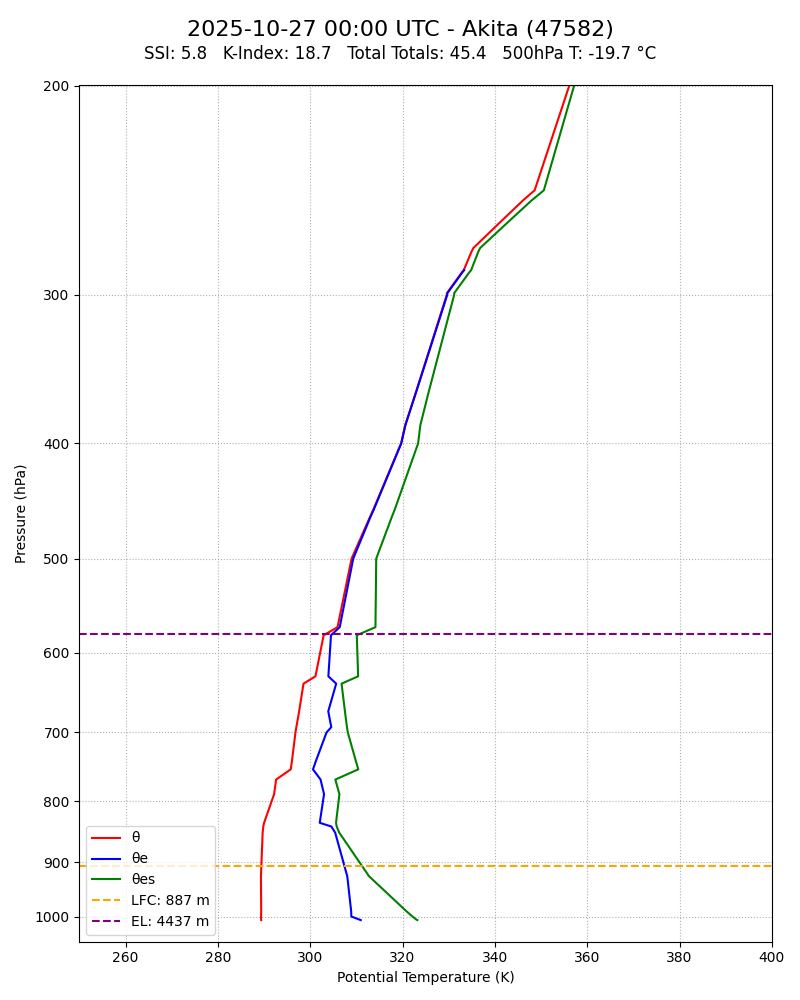 2025-10-27 00:00 UTC - Akita (47582)
SSI: 5.8 K-Index: 18.7 Total Totals: 45.4 500hPa T: -19.7 °C
200
300
400
500
600
700
800
900
1000
Pressure (hPa)
θ
θe
θes
LFC: 887 m
EL: 4437 m
260 280 300 320 340 360 380 400
Potential Temperature (K)